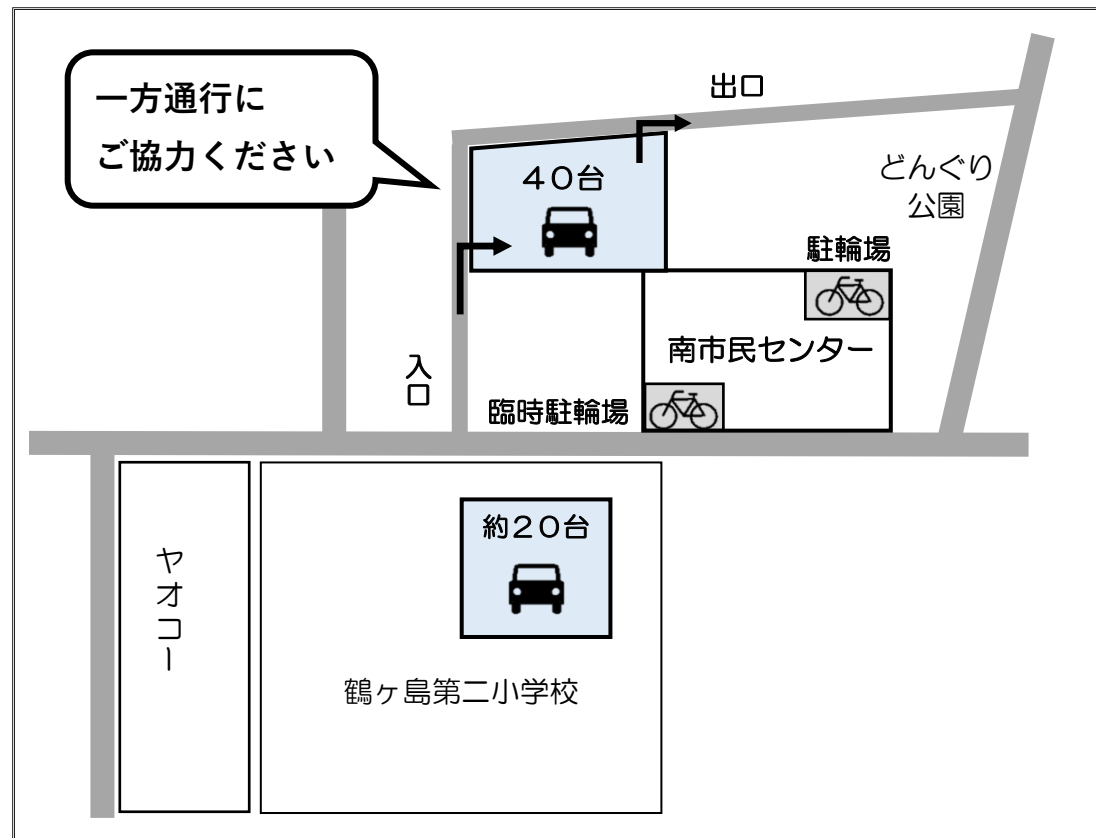 一方通行に
ご協力ください
出口
40台
どんぐり
公園
駐輪場
南市民センター
入口
臨時駐輪場
約20台
ヤオコー
鶴ヶ島第二小学校